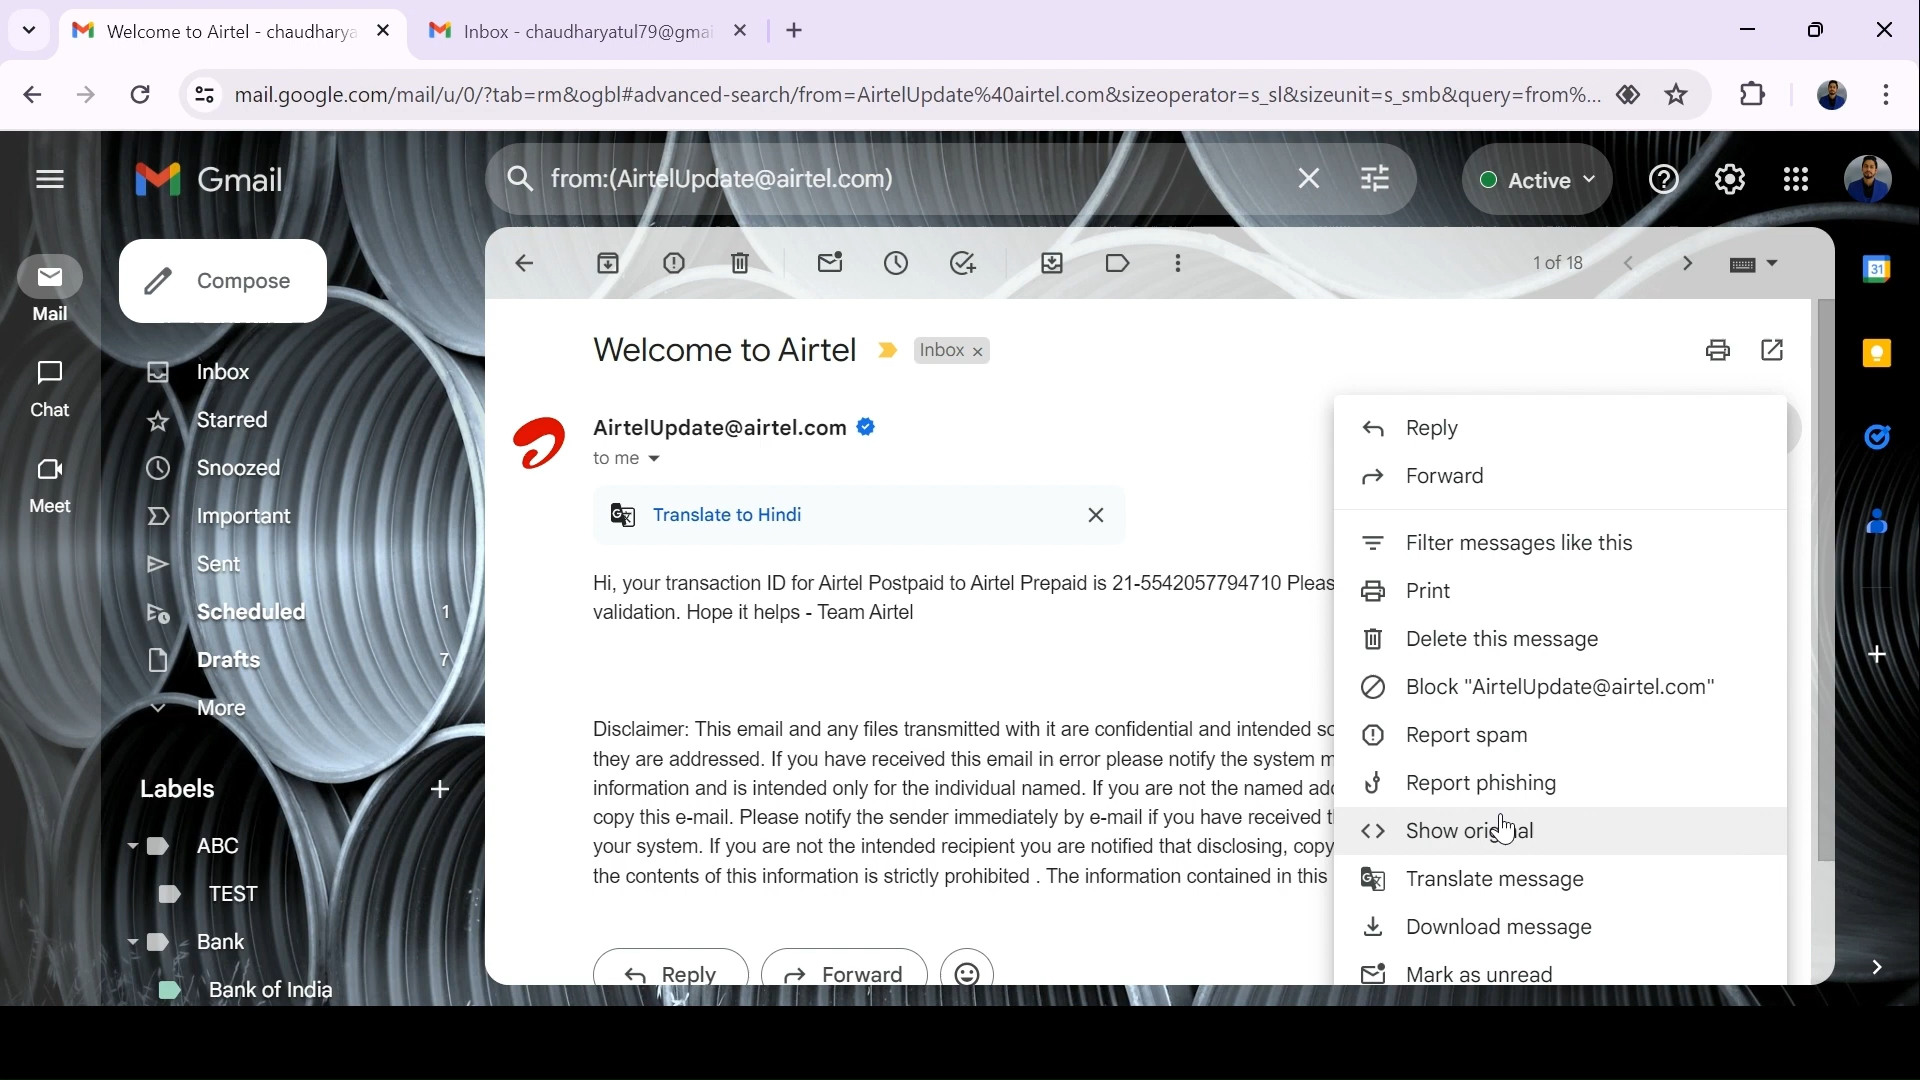 Welcome to Airtel - chaudharya
Inbox - chaudharyatul79@gmai
mail.google.com/mail/u/0/?tab=rm&ogbl#advanced-search/from=AirtelUpdate%40airtel.com&sizeoperator=s_sl&sizeunit=s_smb&query=from%...
Gmail
from:(AirtelUpdate@airtel.com)
Active
Compose
1 of 18
31
Mail
Welcome to Airtel
Inbox
Inbox
Chat
Starred
AirtelUpdate@airtel.com
to me
Reply
Forward
Snoozed
Meet
Important
Translate to Hindi
Filter messages like this
Sent
Hi, your transaction ID for Airtel Postpaid to Airtel Prepaid is 21-5542057794710 Pleas
validation. Hope it helps - Team Airtel
Print
Scheduled 1
Delete this message
Drafts 7
Block "AirtelUpdate@airtel.com"
More
Report spam
Disclaimer: This email and any files transmitted with it are confidential and intended so
they are addressed. If you have received this email in error please notify the system m
information and is intended only for the individual named. If you are not the named add
copy this e-mail. Please notify the sender immediately by e-mail if you have received t
your system. If you are not the intended recipient you are notified that disclosing, copy
the contents of this information is strictly prohibited . The information contained in this
Report phishing
Show original
Translate message
Download message
Mark as unread
Labels
ABC
TEST
Bank
Bank of India
Reply
Forward